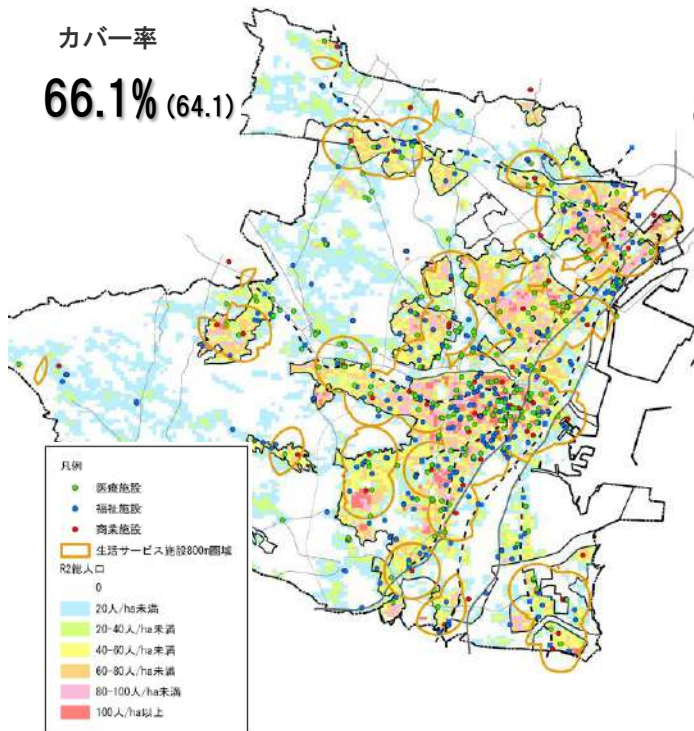 カバー率
66.1% (64.1)
凡例
医療施設
福祉施設
商業施設
生活サービス施設800m圏域
R2総人口
0
20人/ha未満
20-40人/ha未満
40-60人/ha未満
60-80人/ha未満
80-100人/ha未満
100人/ha以上